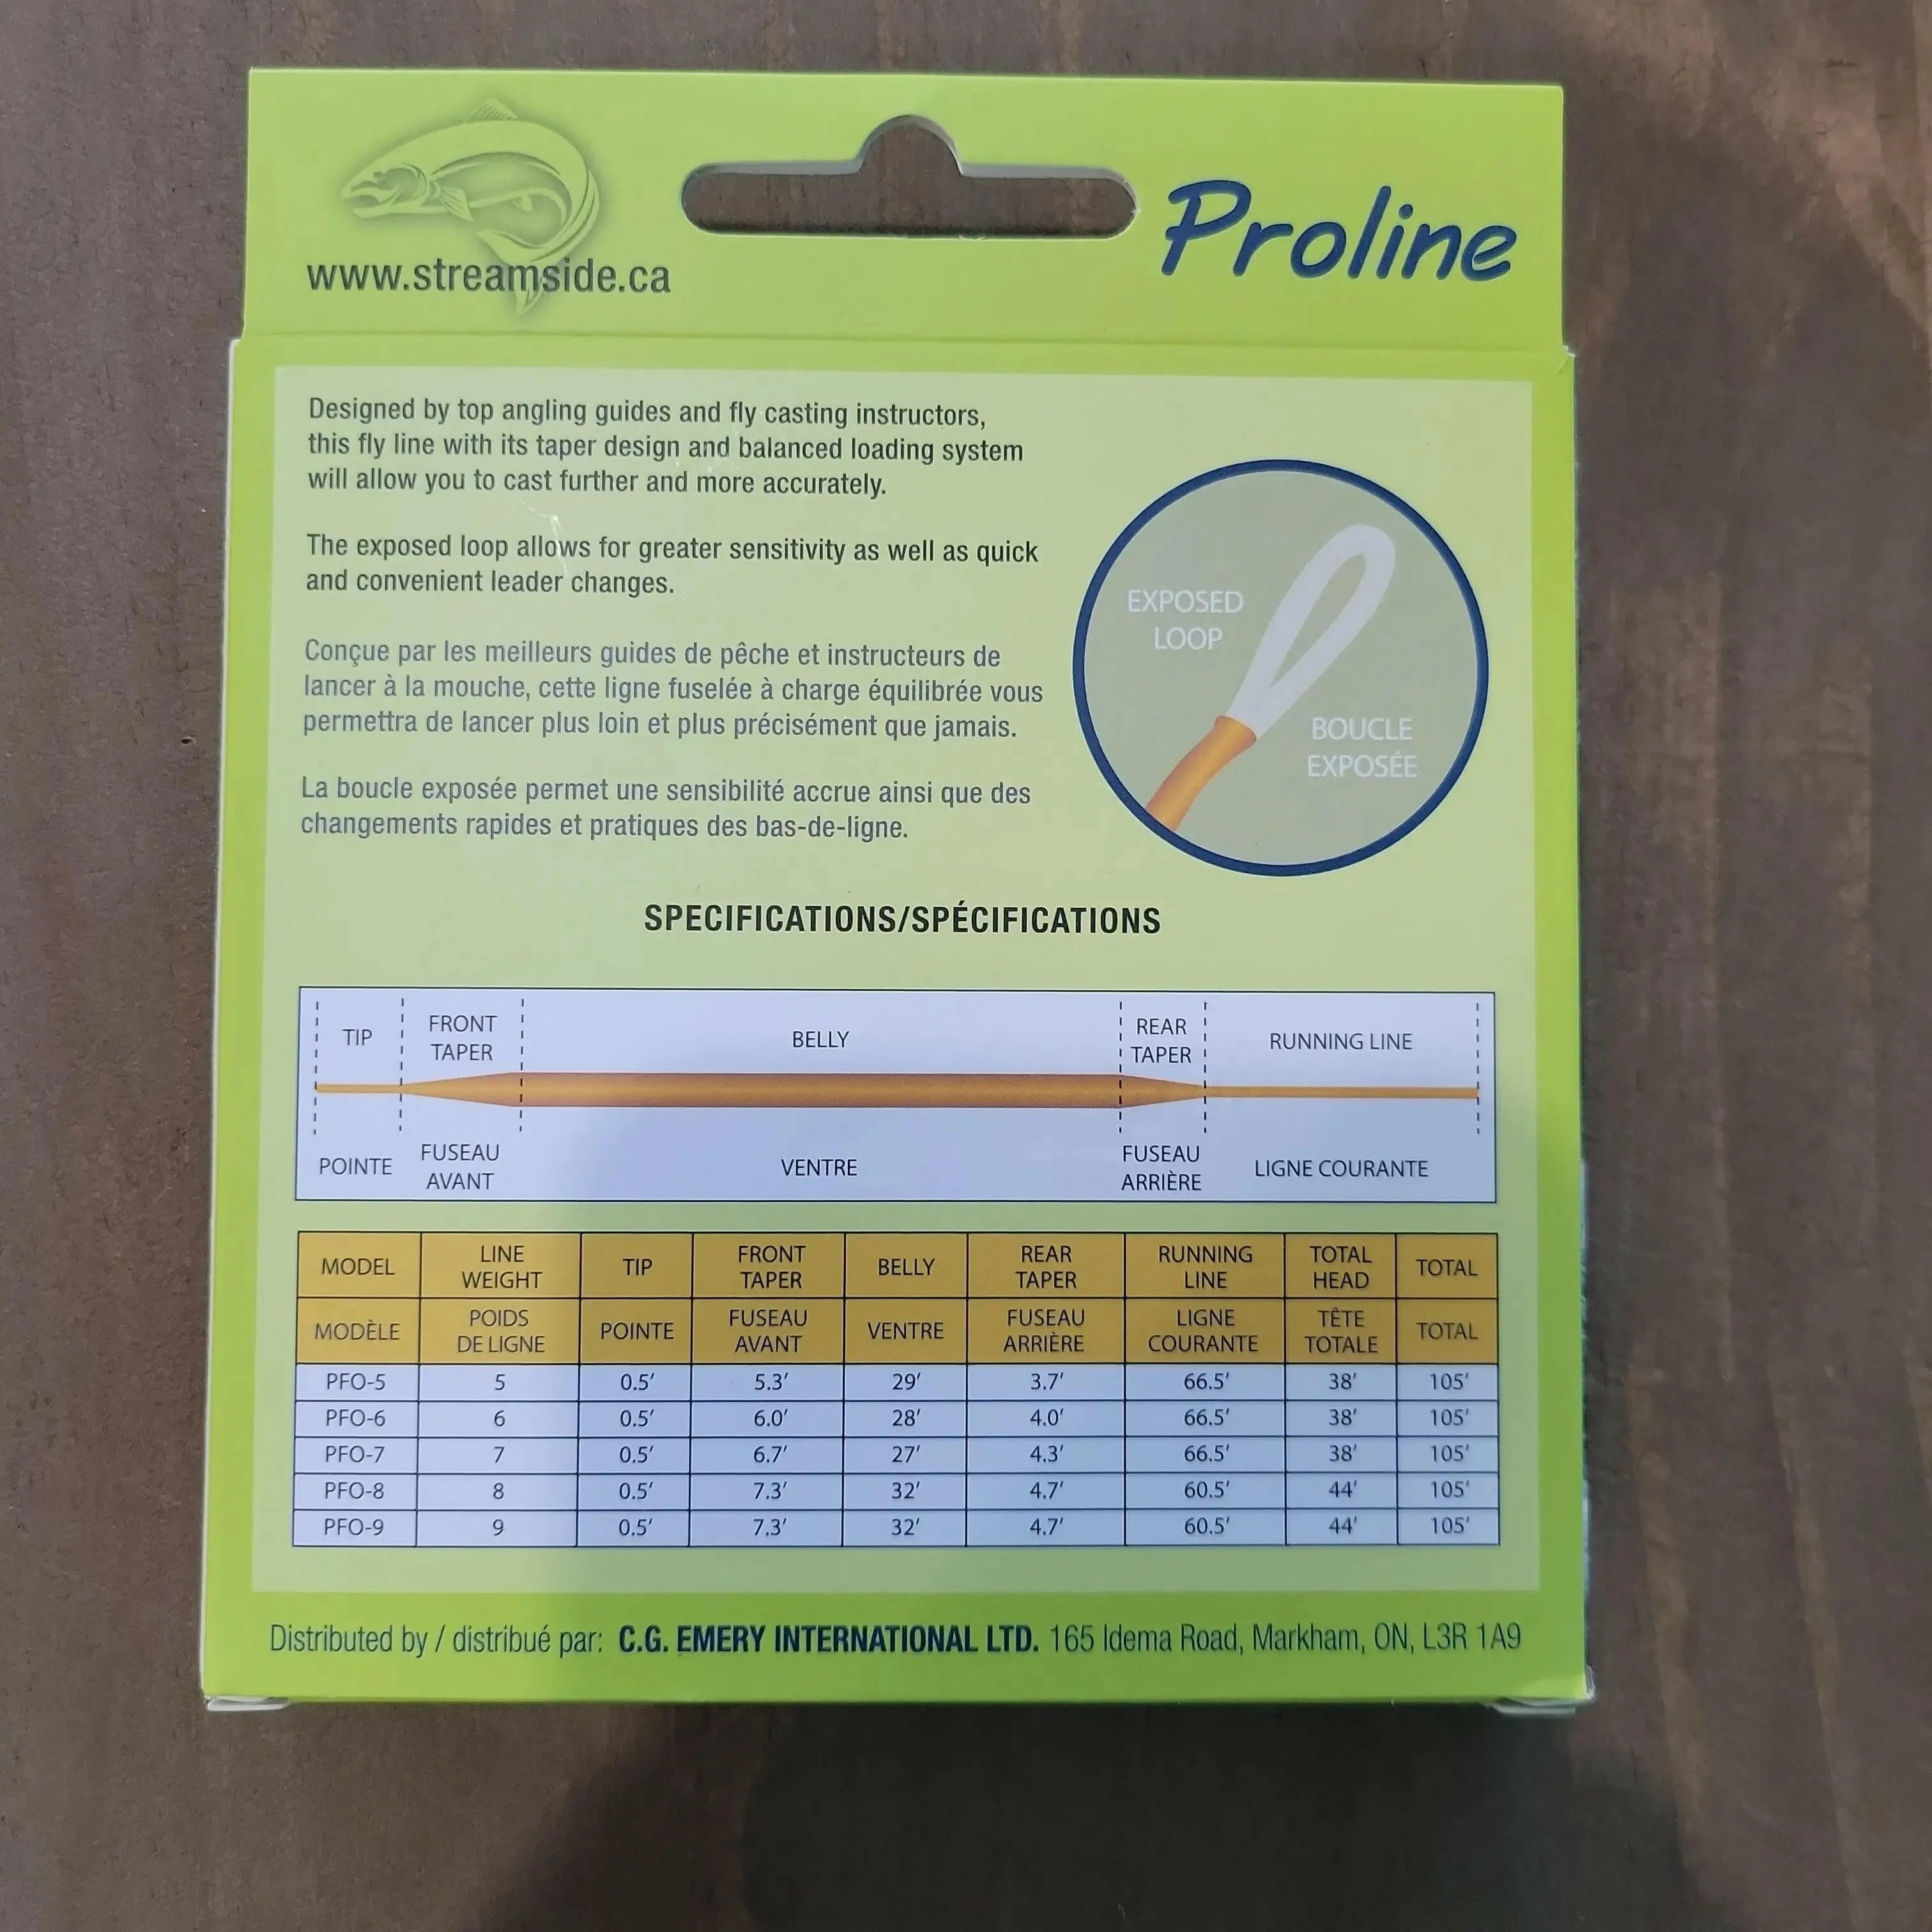 www.streamside.ca
Proline
Designed by top angling guides and fly casting instructors,
this fly line with its taper design and balanced loading system
will allow you to cast further and more accurately.
The exposed loop allows for greater sensitivity as well as quick
and convenient leader changes.
Conçue par les meilleurs guides de pêche et instructeurs de
lancer à la mouche, cette ligne fuselée à charge équilibrée vous
permettra de lancer plus loin et plus précisément que jamais.
La boucle exposée permet une sensibilité accrue ainsi que des
changements rapides et pratiques des bas-de-ligne.
EXPOSED
LOOP
BOUCLE
EXPOSÉE
SPECIFICATIONS/SPÉCIFICATIONS
TIP
FRONT
TAPER
BELLY
REAR
TAPER
RUNNING LINE
POINTE
FUSEAU
AVANT
VENTRE
FUSEAU
ARRIÈRE
LIGNE COURANTE
MODEL
LINE
WEIGHT
TIP
FRONT
TAPER
BELLY
REAR
TAPER
RUNNING
LINE
TOTAL
HEAD
TOTAL
MODÈLE
POIDS
DE LIGNE
POINTE
FUSEAU
AVANT
VENTRE
FUSEAU
ARRIÈRE
LIGNE
COURANTE
TÊTE
TOTALE
TOTAL
PFO-5 5 0.5' 5.3' 29' 3.7' 66.5' 38' 105'
PFO-6 6 0.5' 6.0' 28' 4.0' 66.5' 38' 105'
PFO-7 7 0.5' 6.7' 27' 4.3' 66.5' 38' 105'
PFO-8 8 0.5' 7.3' 32' 4.7' 60.5' 44' 105'
PFO-9 9 0.5' 7.3' 32' 4.7' 60.5' 44' 105'
Distributed by / distribué par: C.G. EMERY INTERNATIONAL LTD. 165 Idema Road, Markham, ON, L3R 1A9